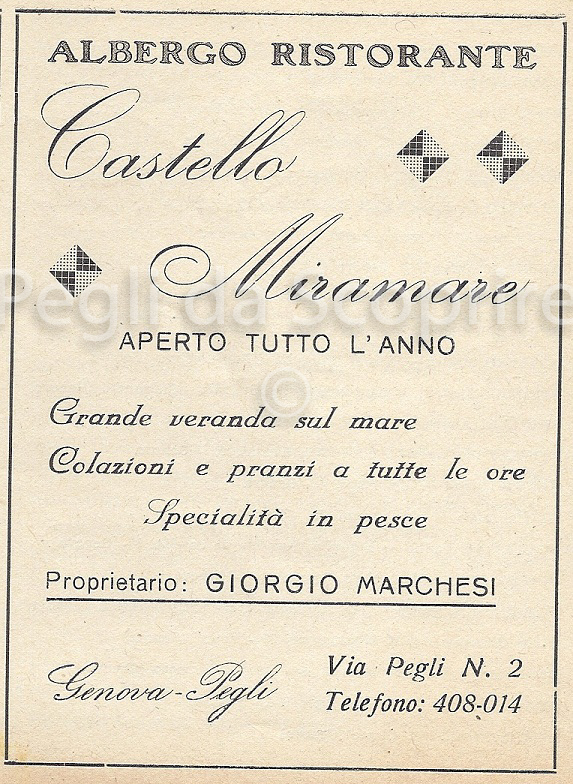 ALBERGO RISTORANTE
Castello
Miramare
Pegli da Scoprire
APERTO TUTTO L'ANNO
©
Grande veranda sul mare
Colazioni e pranzi a tutte le ore
Specialità in pesce
Proprietario: GIORGIO MARCHESI
Genova-Pegli
Via Pegli N. 2
Telefono: 408-014